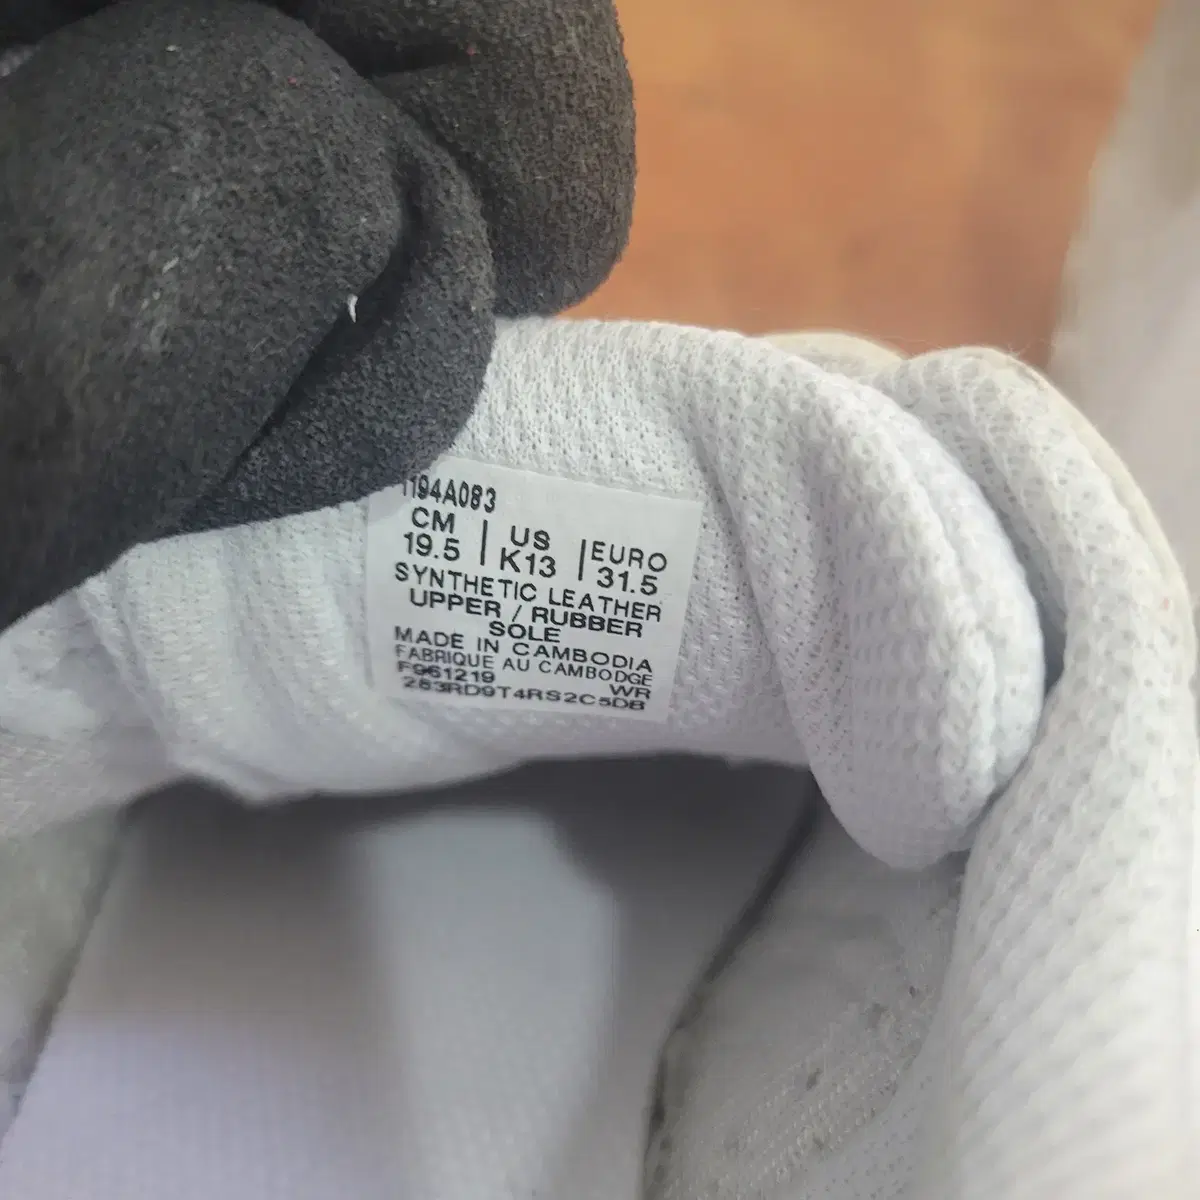 1194A083
CM | US | EURO
19.5 | K13 | 31.5
SYNTHETIC LEATHER
UPPER / RUBBER
SOLE
MADE IN CAMBODIA
FABRIQUE AU CAMBODGE
F961219 WR
283RD9T4RS2C5DB